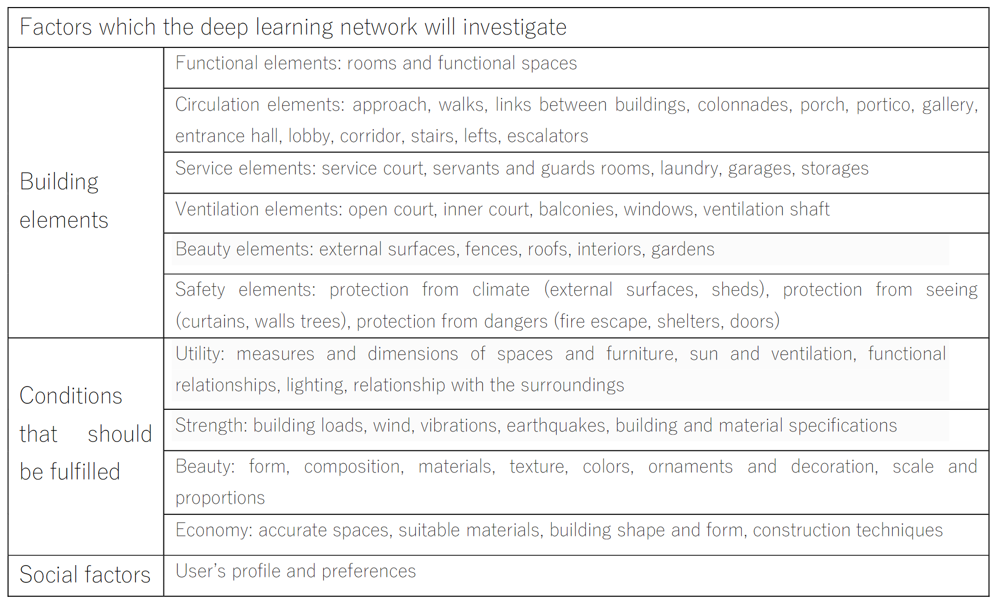 Factors which the deep learning network will investigate
Building
elements
Functional elements: rooms and functional spaces
Circulation elements: approach, walks, links between buildings, colonnades, porch, portico, gallery,
entrance hall, lobby, corridor, stairs, lefts, escalators
Service elements: service court, servants and guards rooms, laundry, garages, storages
Ventilation elements: open court, inner court, balconies, windows, ventilation shaft
Beauty elements: external surfaces, fences, roofs, interiors, gardens
Safety elements: protection from climate (external surfaces, sheds), protection from seeing
(curtains, walls trees), protection from dangers (fire escape, shelters, doors)
Conditions
that should
be fulfilled
Utility: measures and dimensions of spaces and furniture, sun and ventilation, functional
relationships, lighting, relationship with the surroundings
Strength: building loads, wind, vibrations, earthquakes, building and material specifications
Beauty: form, composition, materials, texture, colors, ornaments and decoration, scale and
proportions
Economy: accurate spaces, suitable materials, building shape and form, construction techniques
Social factors
User’s profile and preferences